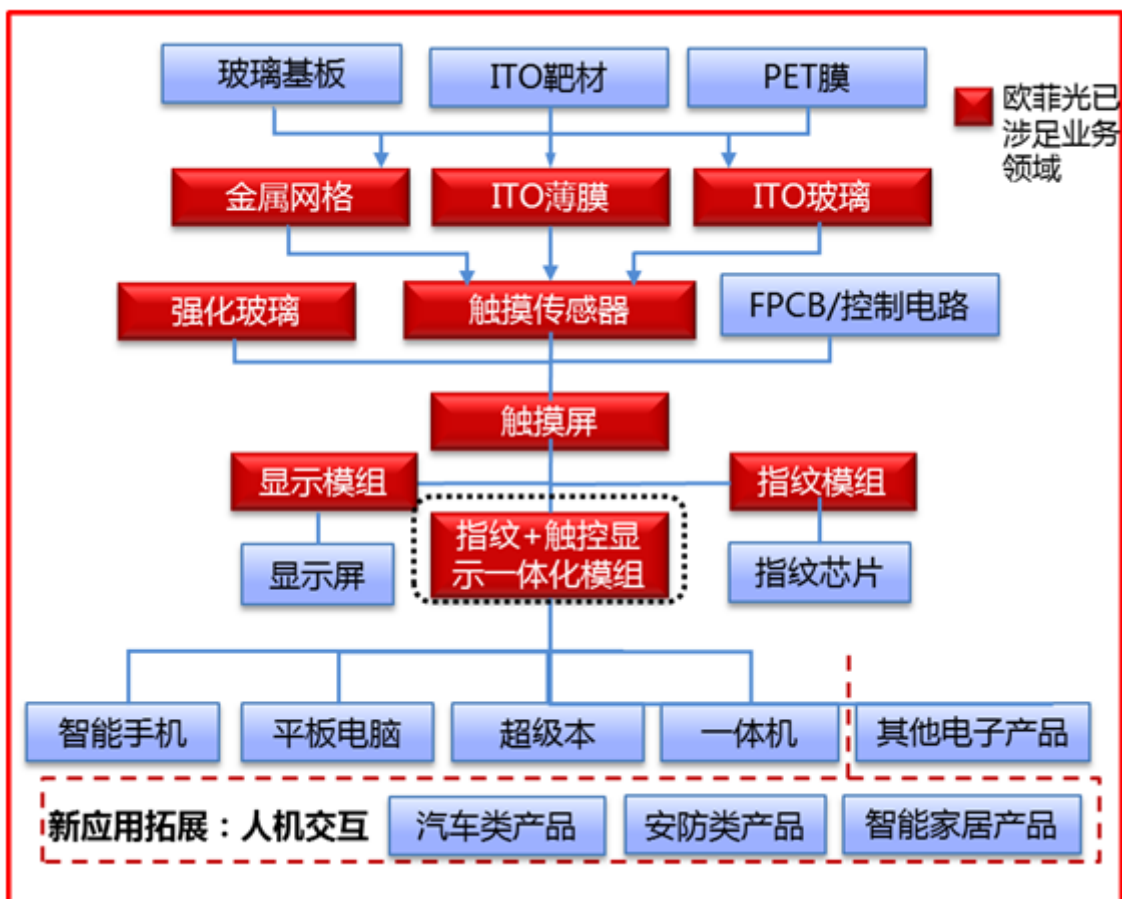 玻璃基板
ITO靶材
PET膜
欧菲光已
涉足业务
领域
金属网格
ITO薄膜
ITO玻璃
强化玻璃
触摸传感器
FPCB/控制电路
触摸屏
显示模组
指纹模组
指纹+触控显
示一体化模组
显示屏
指纹芯片
智能手机
平板电脑
超级本
一体机
其他电子产品
新应用拓展：人机交互
汽车类产品
安防类产品
智能家居产品